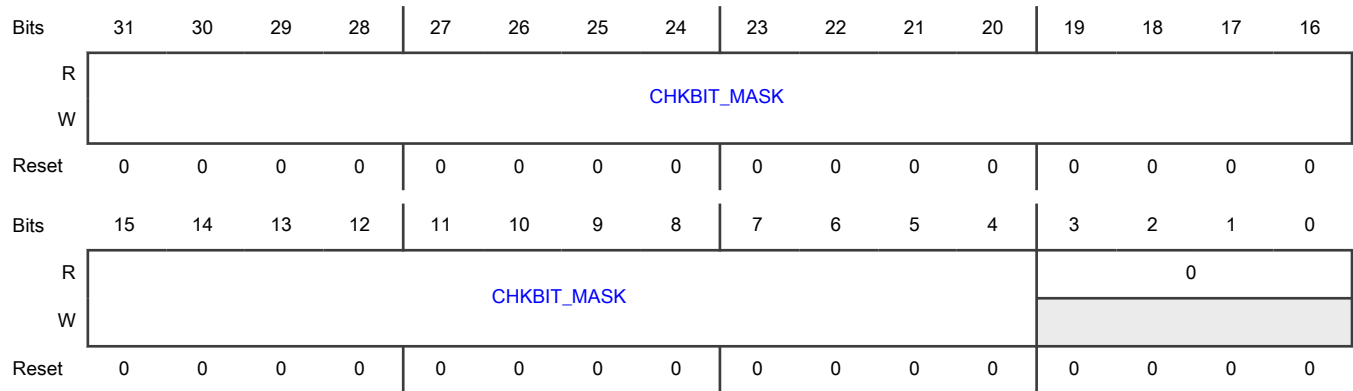 Bits 31 30 29 28 27 26 25 24 23 22 21 20 19 18 17 16
R
CHKBIT_MASK
W
Reset 0 0 0 0 0 0 0 0 0 0 0 0 0 0 0 0
Bits 15 14 13 12 11 10 9 8 7 6 5 4 3 2 1 0
R 0
CHKBIT_MASK
W
Reset 0 0 0 0 0 0 0 0 0 0 0 0 0 0 0 0